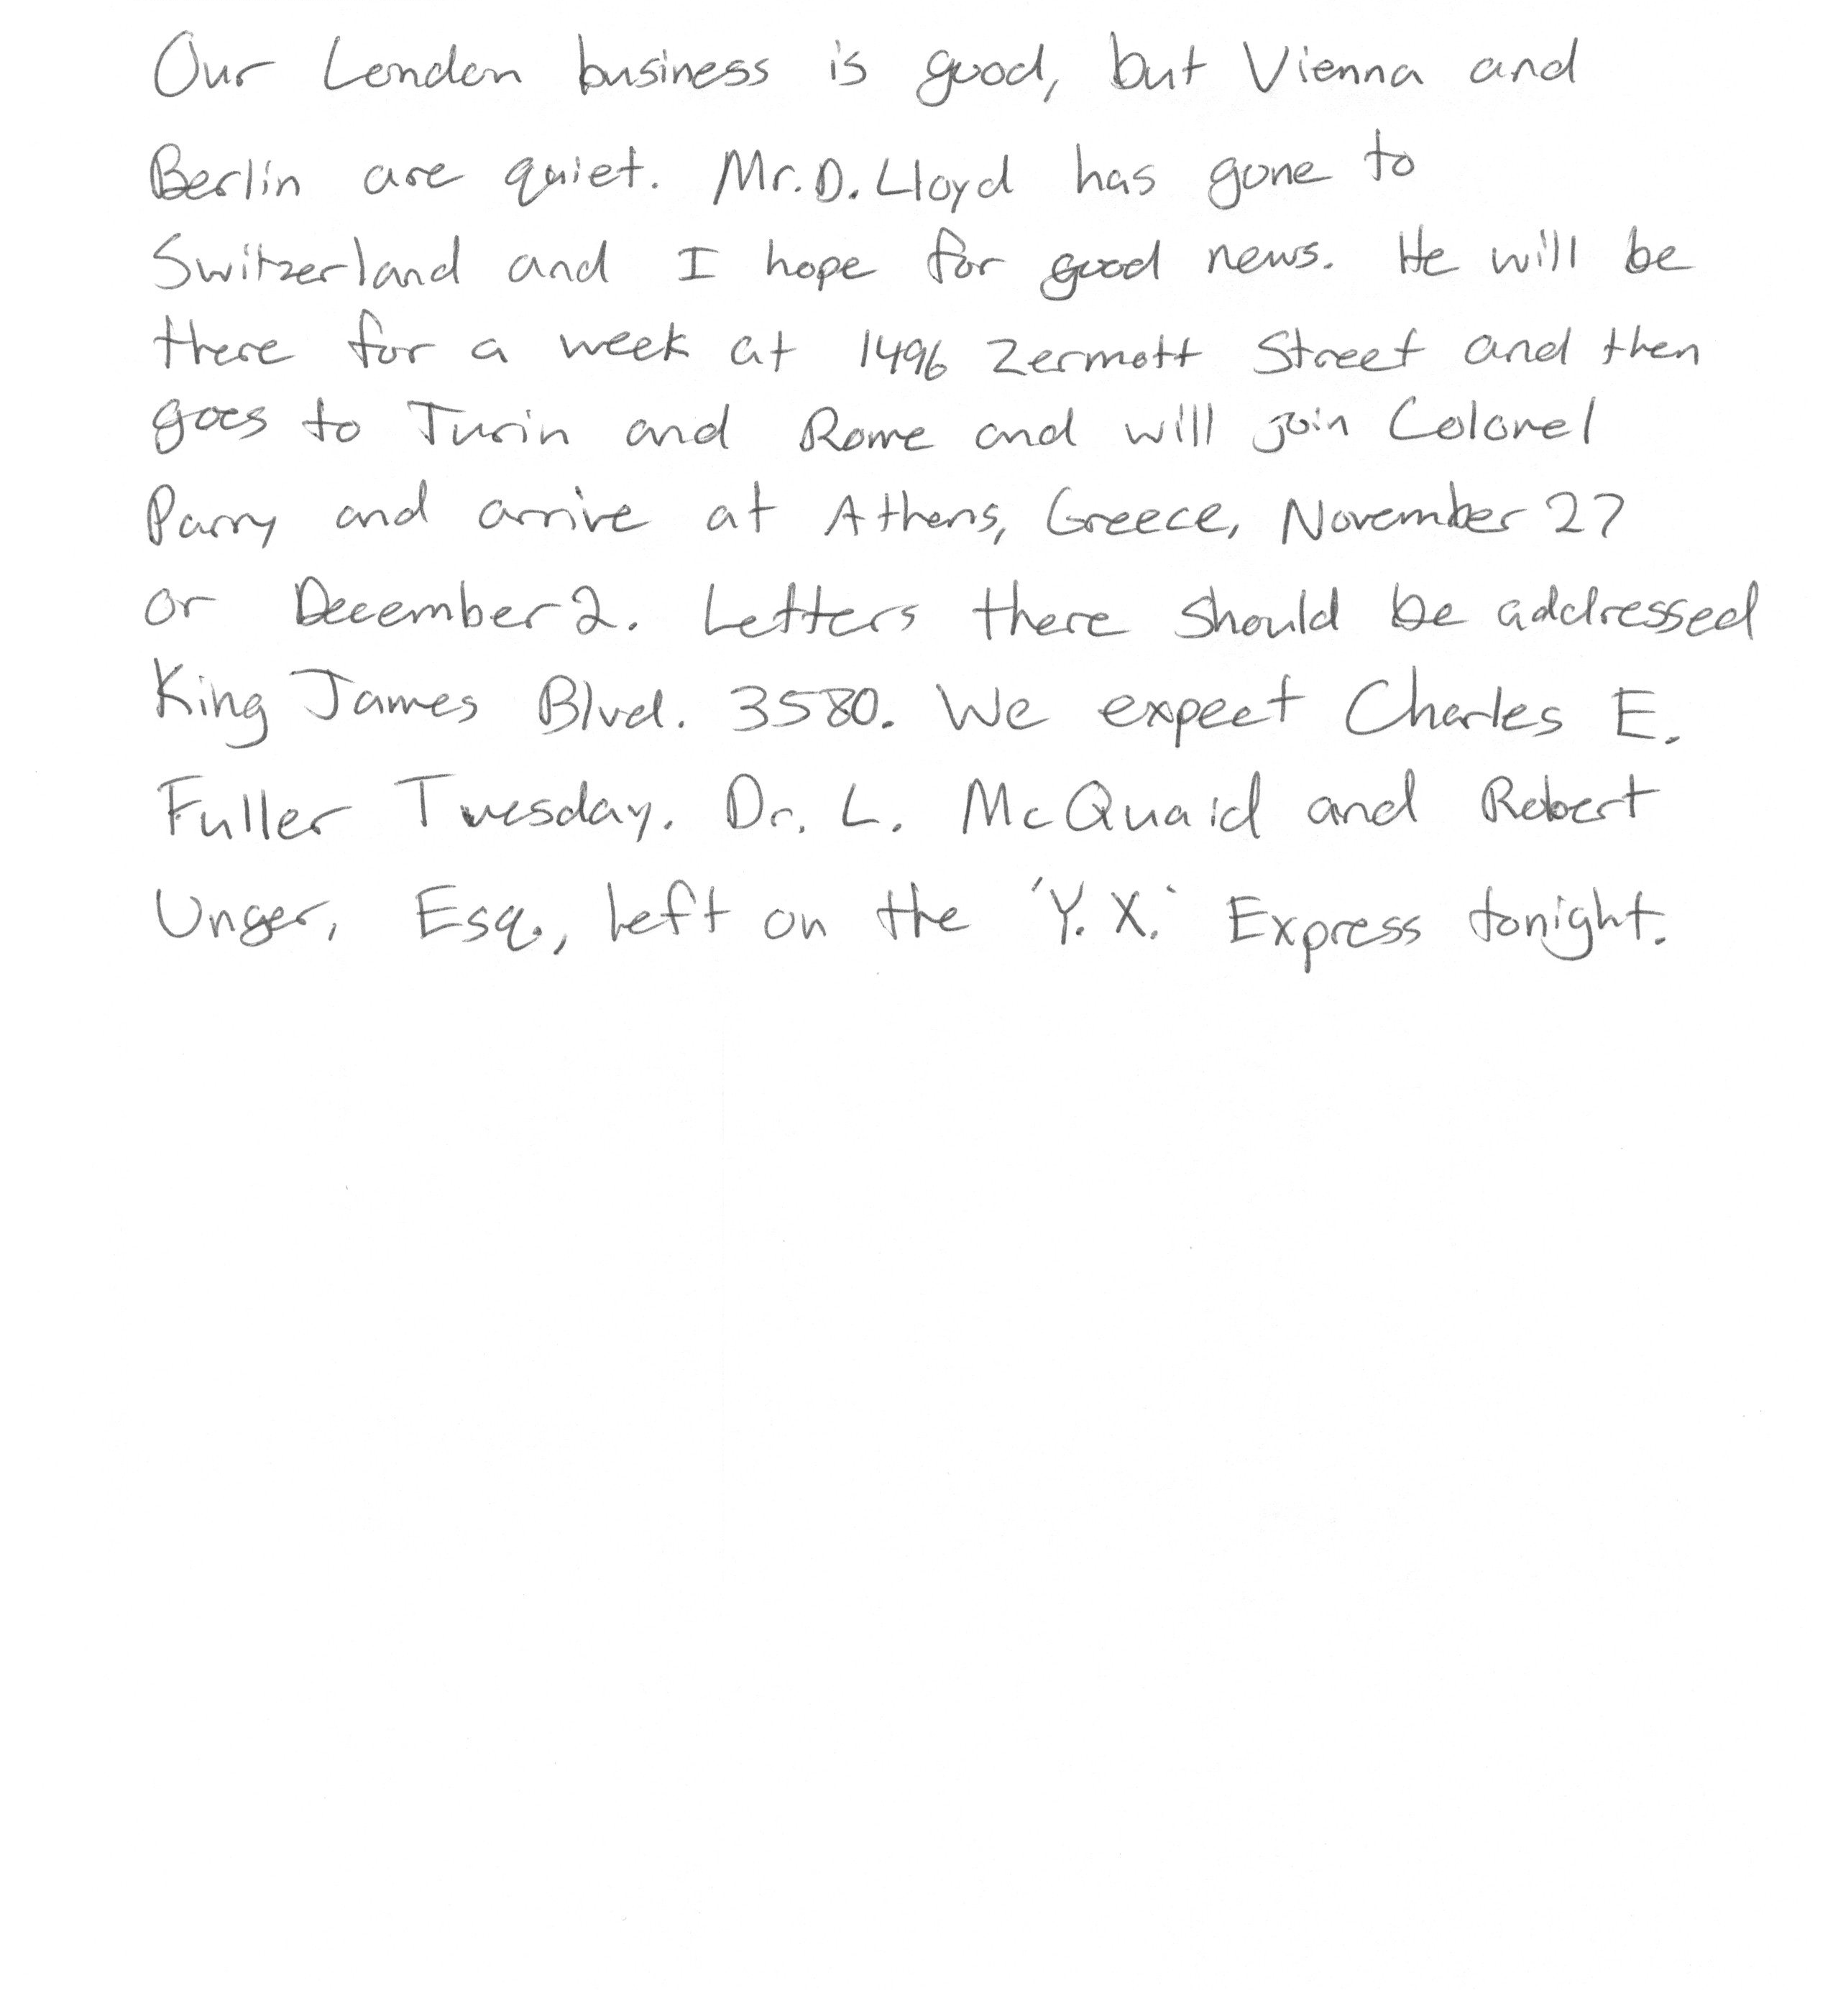 Our London business is good, but Vienna and
Berlin are quiet. Mr. D. Lloyd has gone to
Switzerland and I hope for good news. He will be
there for a week at 1496 Zermott Street and then
goes to Turin and Rome and will join Colonel
Parry and arrive at Athens, Greece, November 27
or December 2. Letters there should be addressed
King James Blvd. 3580. We expect Charles E.
Fuller Tuesday. Dr. L. McQuaid and Robert
Unger, Esq., left on the 'Y.X.' Express tonight.